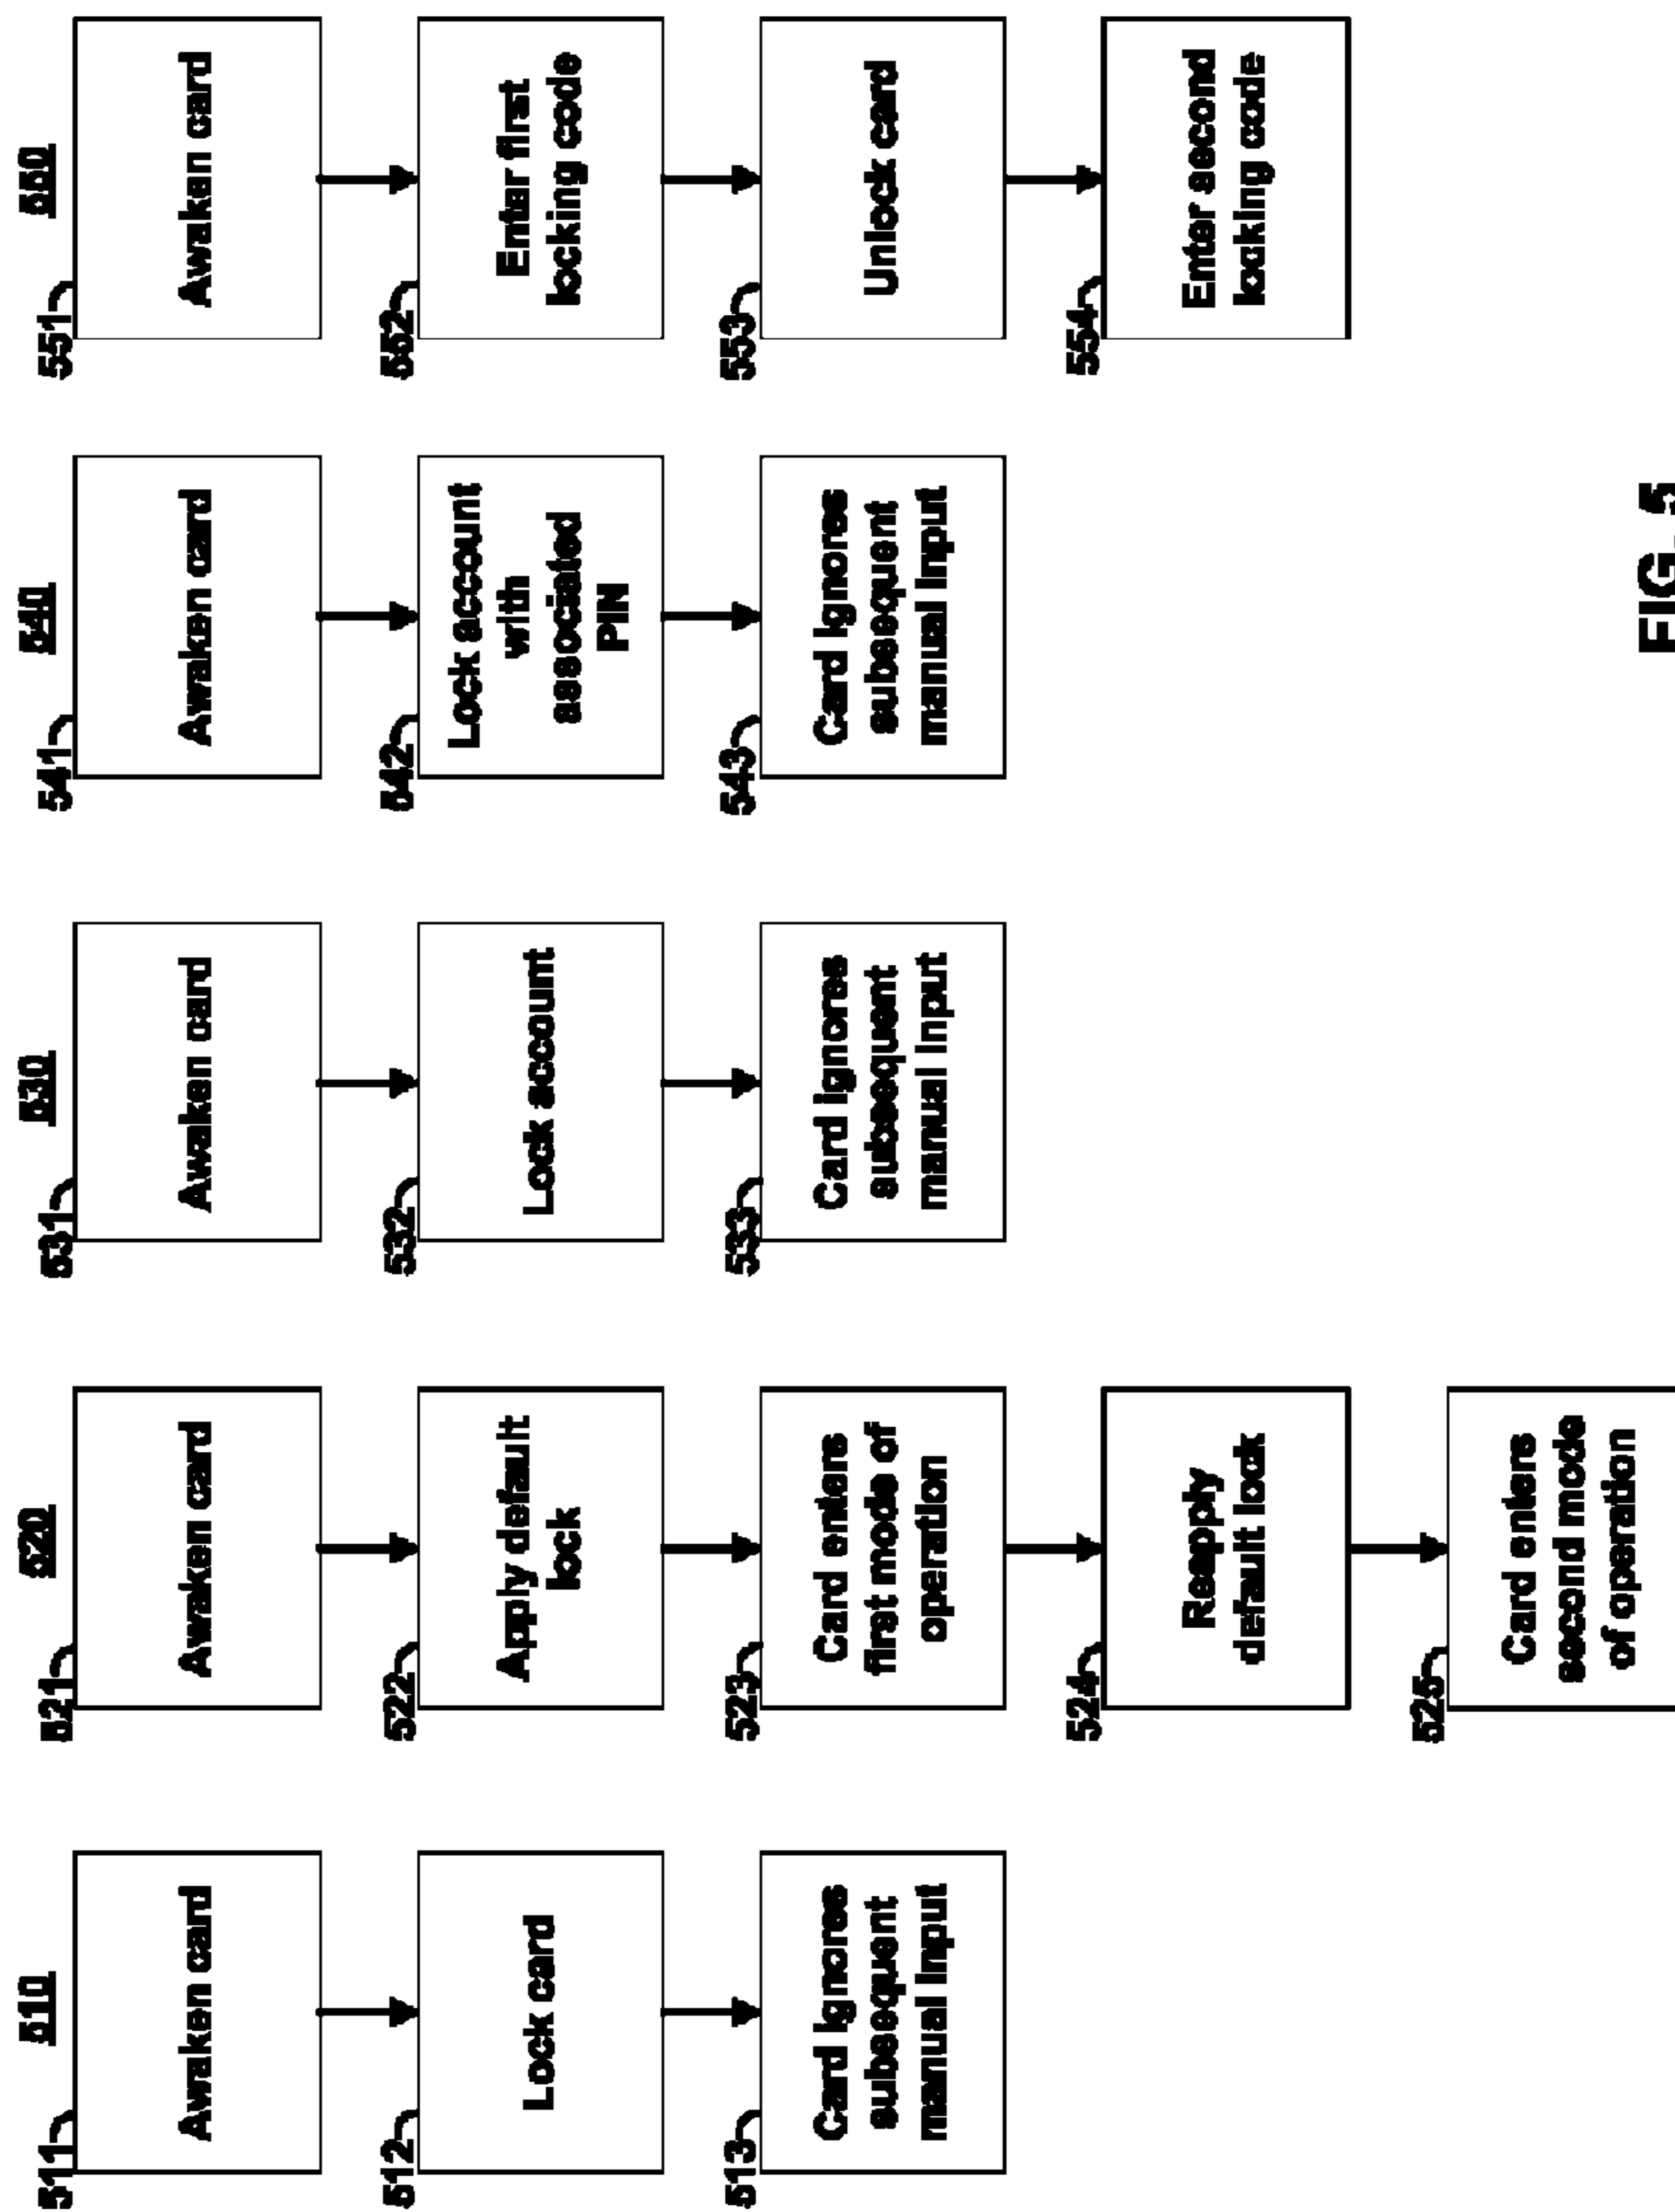 510
511
Awaken card
512
Lock card
513
Card ignores
subsequent
manual input
520
521
Awaken card
522
Apply default
lock
523
Card enters
first mode of
operation
524
Reapply
default lock
525
Card enters
second mode
of operation
530
531
Awaken card
532
Lock account
533
Card ignores
subsequent
manual input
540
541
Awaken card
542
Lock account
with
associated
PIN
543
Card ignores
subsequent
manual input
550
551
Awaken card
552
Enter first
locking code
553
Unlock card
554
Enter second
locking code
FIG. 5